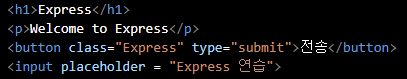 <h1>Express</h1>
<p>Welcome to Express</p>
<button class="Express" type="submit">전송</button>
<input placeholder = "Express 연습">